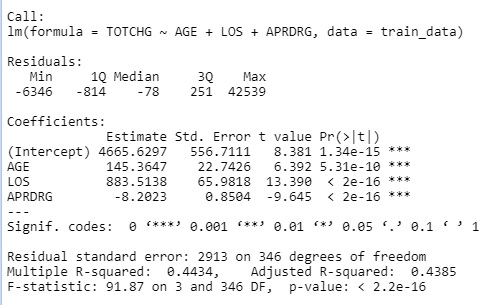 Call:
lm(formula = TOTCHG ~ AGE + LOS + APRDRG, data = train_data)
Residuals:
   Min     1Q Median     3Q    Max
 -6346   -814    -78    251  42539
Coefficients:
             Estimate Std. Error t value Pr(>|t|)
(Intercept) 4665.6297   556.7111   8.381 1.34e-15 ***
AGE          145.3647    22.7426   6.392 5.31e-10 ***
LOS          883.5138    65.9818  13.390  < 2e-16 ***
APRDRG        -8.2023     0.8504  -9.645  < 2e-16 ***
---
Signif. codes:  0 ‘***’ 0.001 ‘**’ 0.01 ‘*’ 0.05 ‘.’ 0.1 ‘ ’ 1
Residual standard error: 2913 on 346 degrees of freedom
Multiple R-squared:  0.4434,    Adjusted R-squared:  0.4385
F-statistic: 91.87 on 3 and 346 DF,  p-value: < 2.2e-16